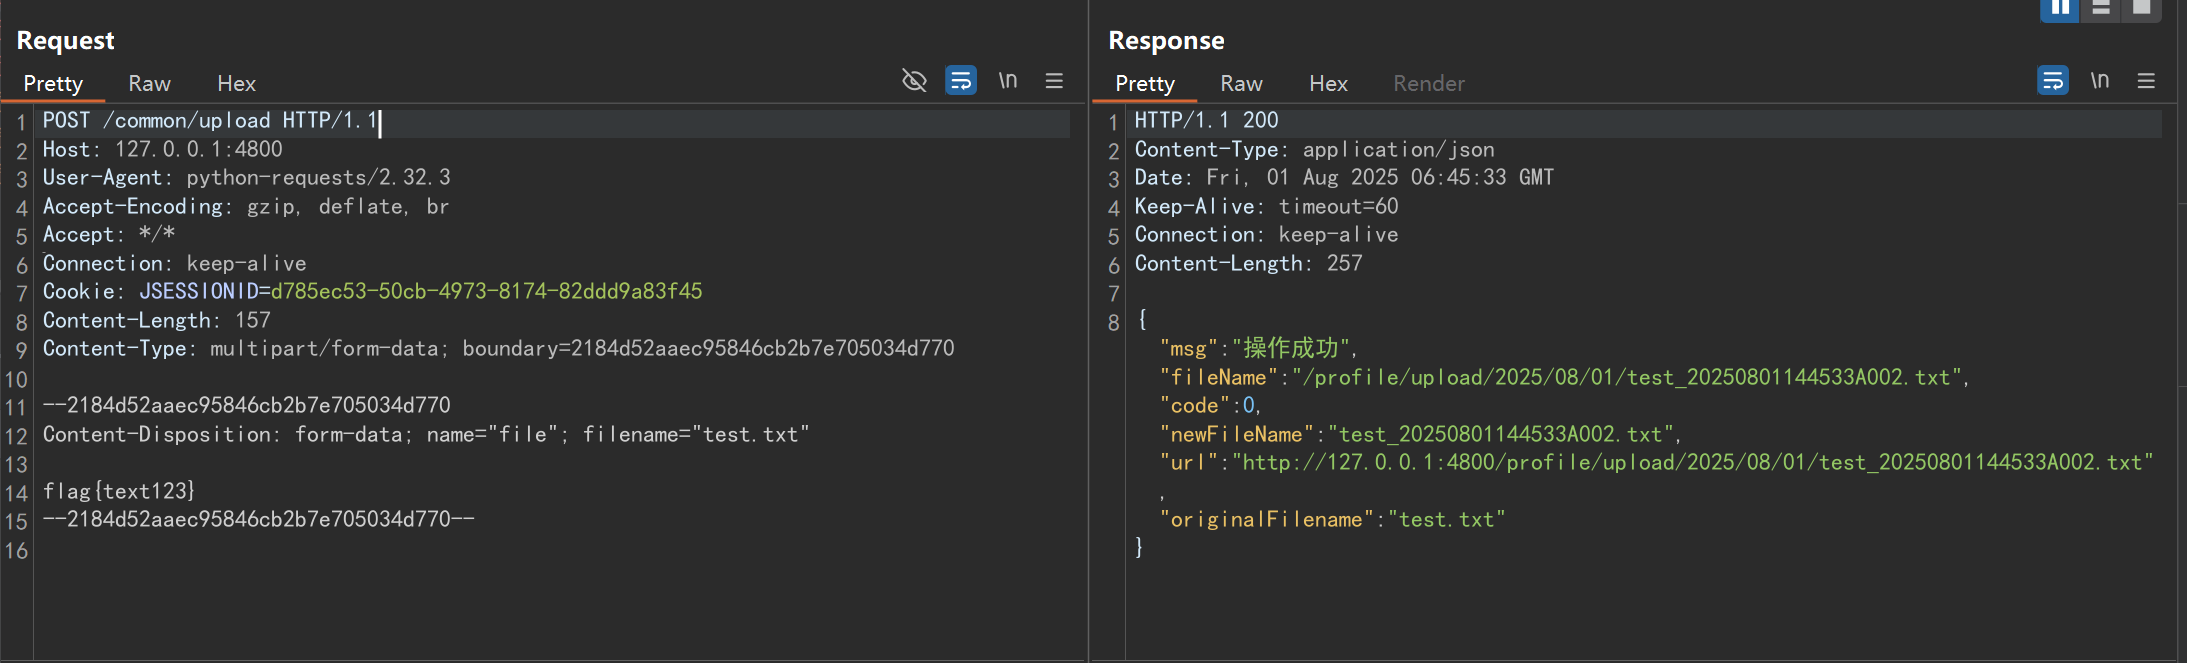 Request
Pretty Raw Hex \n
1 POST /common/upload HTTP/1.1
2 Host: 127.0.0.1:4800
3 User-Agent: python-requests/2.32.3
4 Accept-Encoding: gzip, deflate, br
5 Accept: */*
6 Connection: keep-alive
7 Cookie: JSESSIONID=d785ec53-50cb-4973-8174-82ddd9a83f45
8 Content-Length: 157
9 Content-Type: multipart/form-data; boundary=2184d52aaec95846cb2b7e705034d770
10
11 --2184d52aaec95846cb2b7e705034d770
12 Content-Disposition: form-data; name="file"; filename="test.txt"
13
14 flag{text123}
15 --2184d52aaec95846cb2b7e705034d770--
16
Response
Pretty Raw Hex Render \n
1 HTTP/1.1 200
2 Content-Type: application/json
3 Date: Fri, 01 Aug 2025 06:45:33 GMT
4 Keep-Alive: timeout=60
5 Connection: keep-alive
6 Content-Length: 257
7
8 {
"msg":"操作成功",
"fileName":"/profile/upload/2025/08/01/test_20250801144533A002.txt",
"code":0,
"newFileName":"test_20250801144533A002.txt",
"url":"http://127.0.0.1:4800/profile/upload/2025/08/01/test_20250801144533A002.txt"
,
"originalFilename":"test.txt"
}